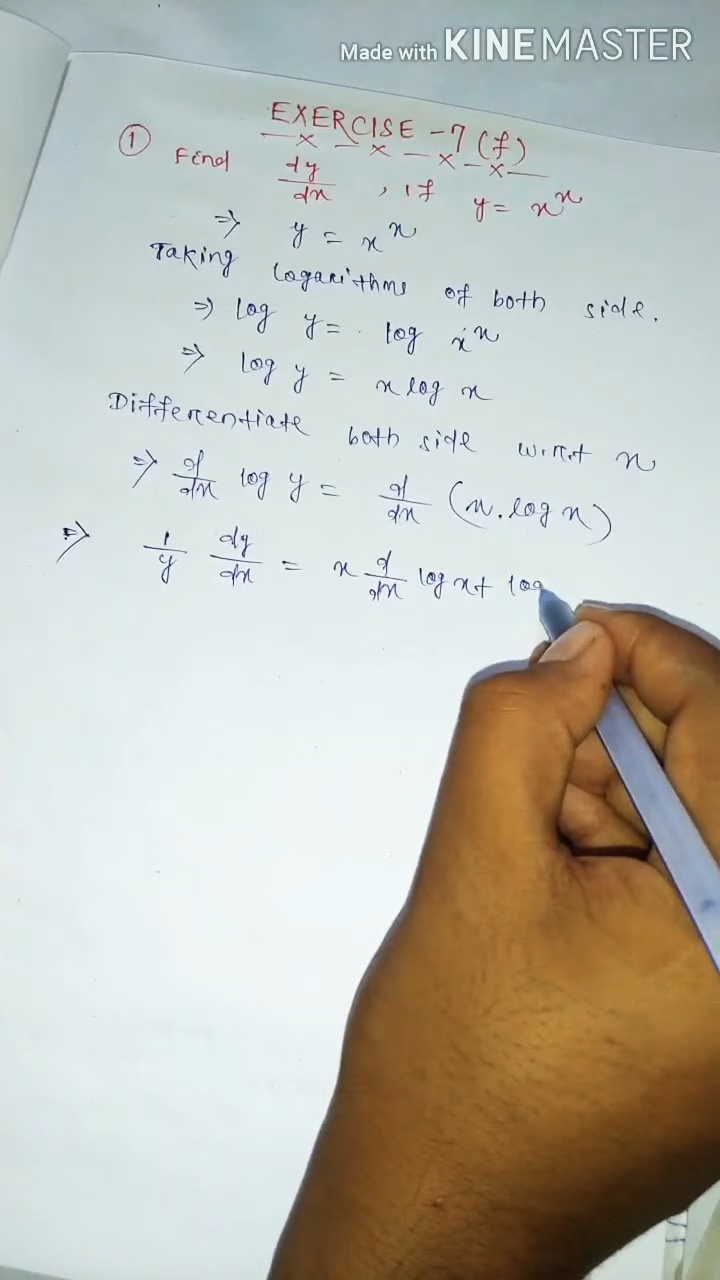 Made with KINEMASTER
EXERCISE - 7 (f)
① Find dy/dx , if y = x^x
⇒ y = x^x
Taking logarithms of both side.
⇒ log y = log x^x
⇒ log y = x log x
Differentiate both side w.r.t x
⇒ d/dx log y = d/dx (x . log x)
⇒ 1/y dy/dx = x d/dx log x + log